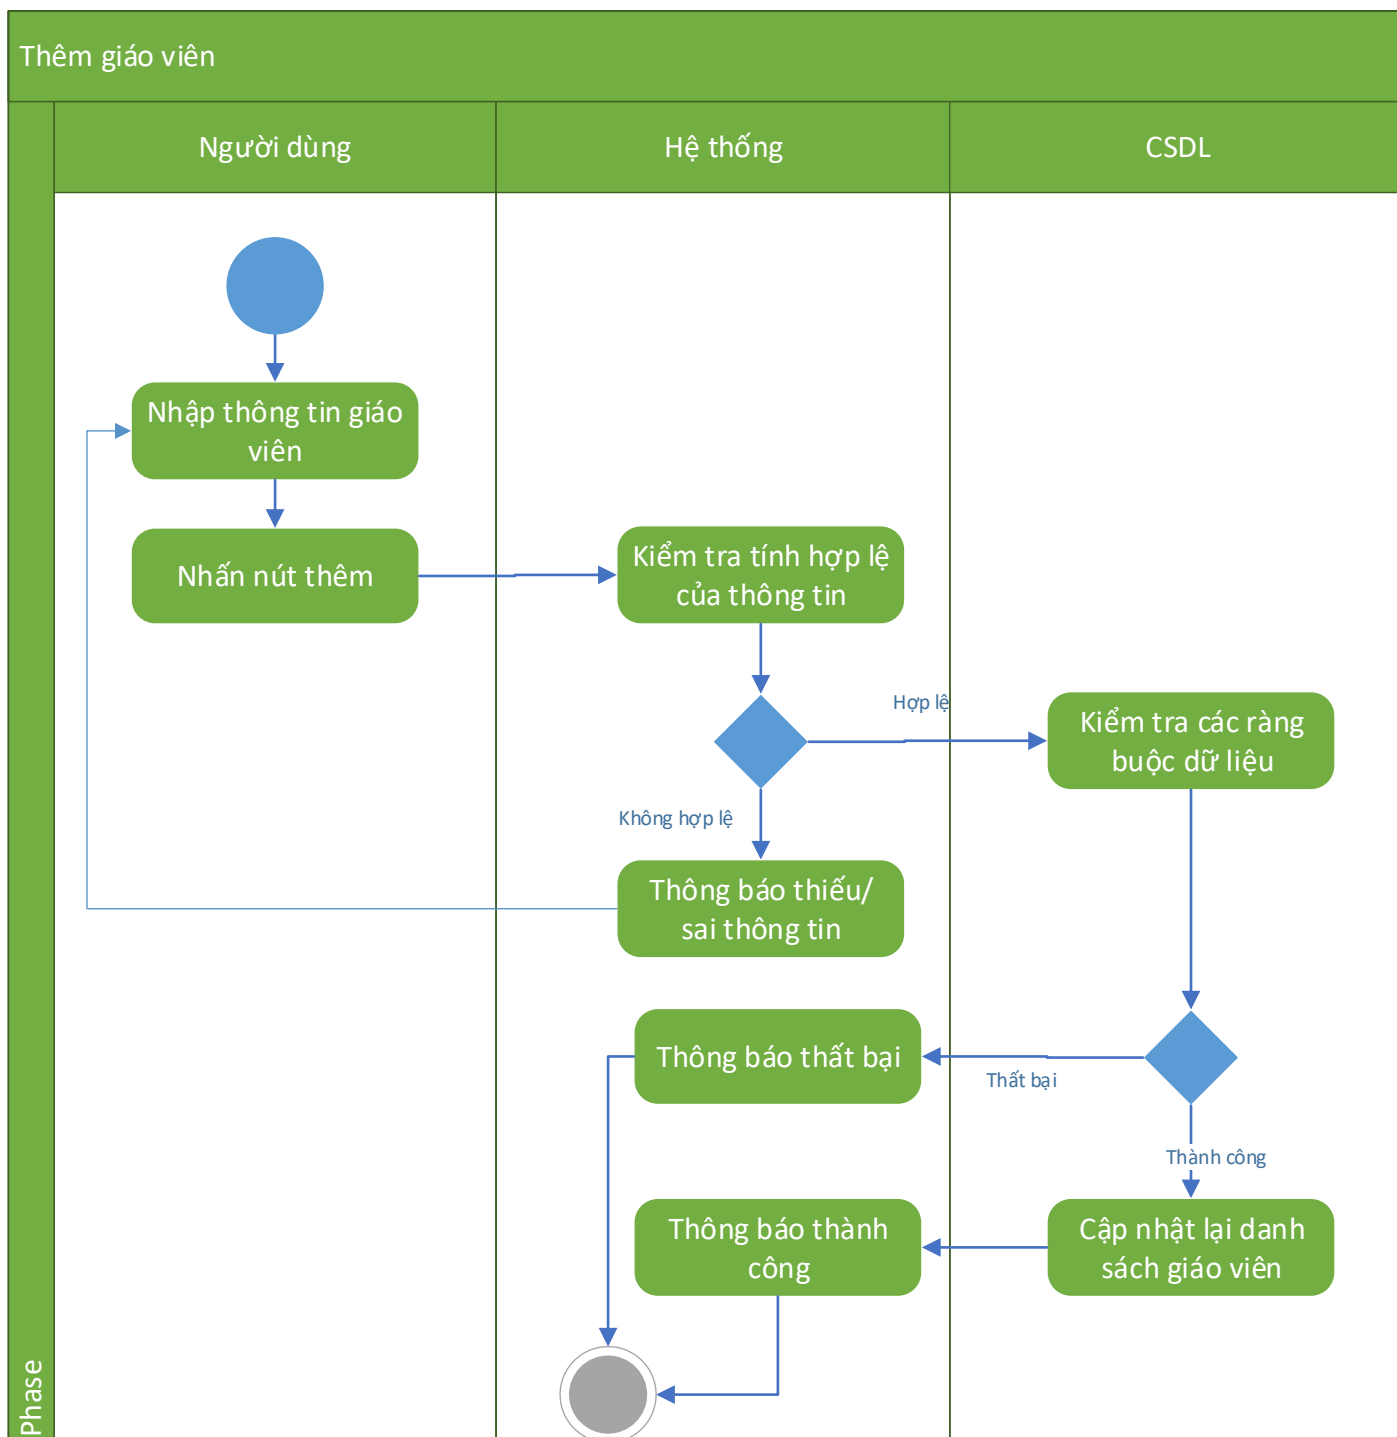 Thêm giáo viên
Người dùng
Hệ thống
CSDL
Nhập thông tin giáo
viên
Nhấn nút thêm
Kiểm tra tính hợp lệ
của thông tin
Hợp lệ
Kiểm tra các ràng
buộc dữ liệu
Không hợp lệ
Thông báo thiếu/
sai thông tin
Thông báo thất bại
Thất bại
Thành công
Thông báo thành
công
Cập nhật lại danh
sách giáo viên
Phase